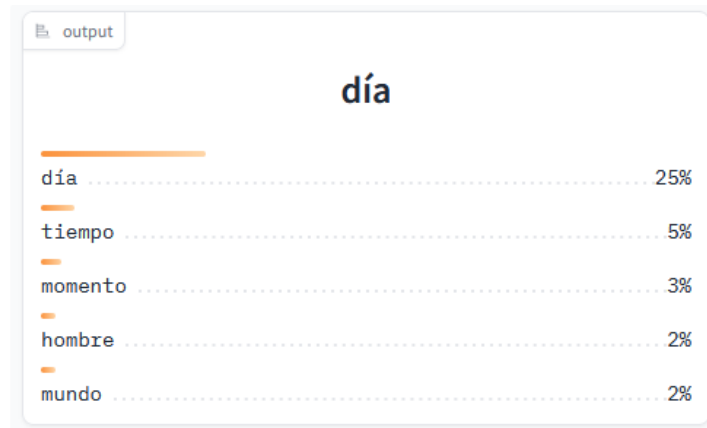 output
día
día 25%
tiempo 5%
momento 3%
hombre 2%
mundo 2%